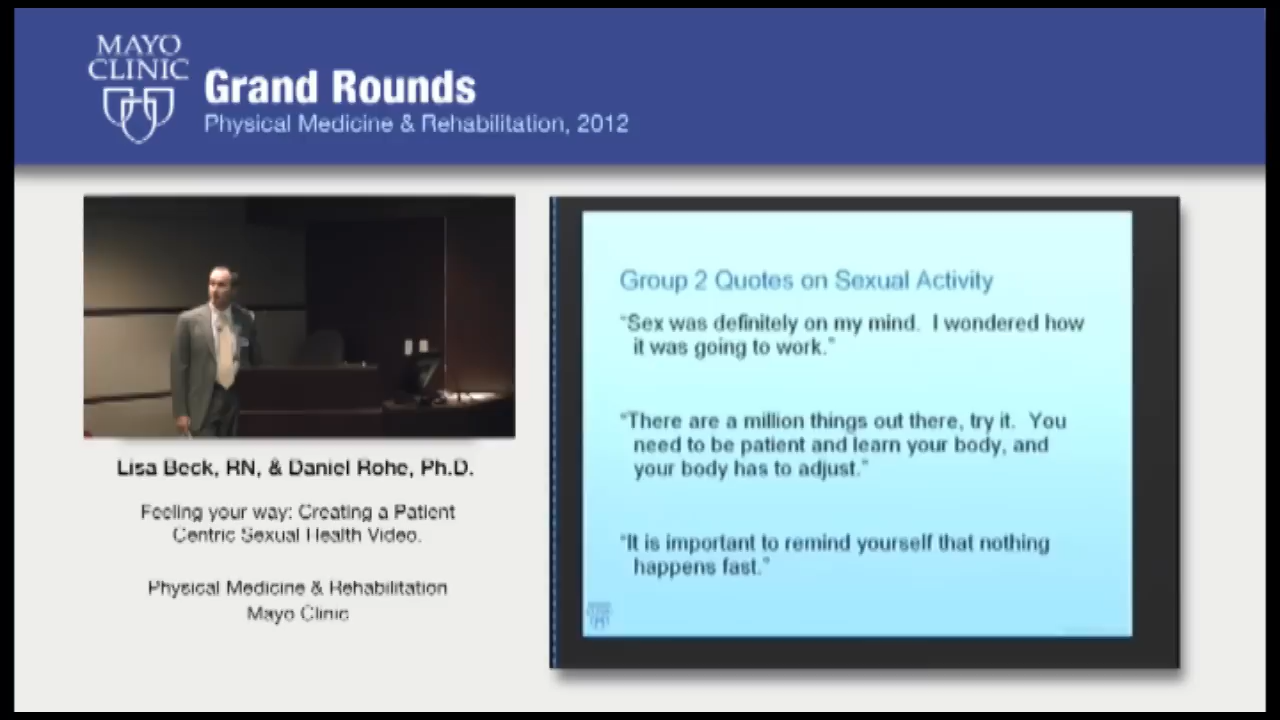 MAYO
CLINIC
Grand Rounds
Physical Medicine & Rehabilitation, 2012
Group 2 Quotes on Sexual Activity
"Sex was definitely on my mind. I wondered how
it was going to work."
"There are a million things out there, try it. You
need to be patient and learn your body, and
your body has to adjust."
"It is important to remind yourself that nothing
happens fast."
Lisa Beck, RN, & Daniel Rohe, Ph.D.
Feeling your way: Creating a Patient
Centric Sexual Health Video.
Physical Medicine & Rehabilitation
Mayo Clinic